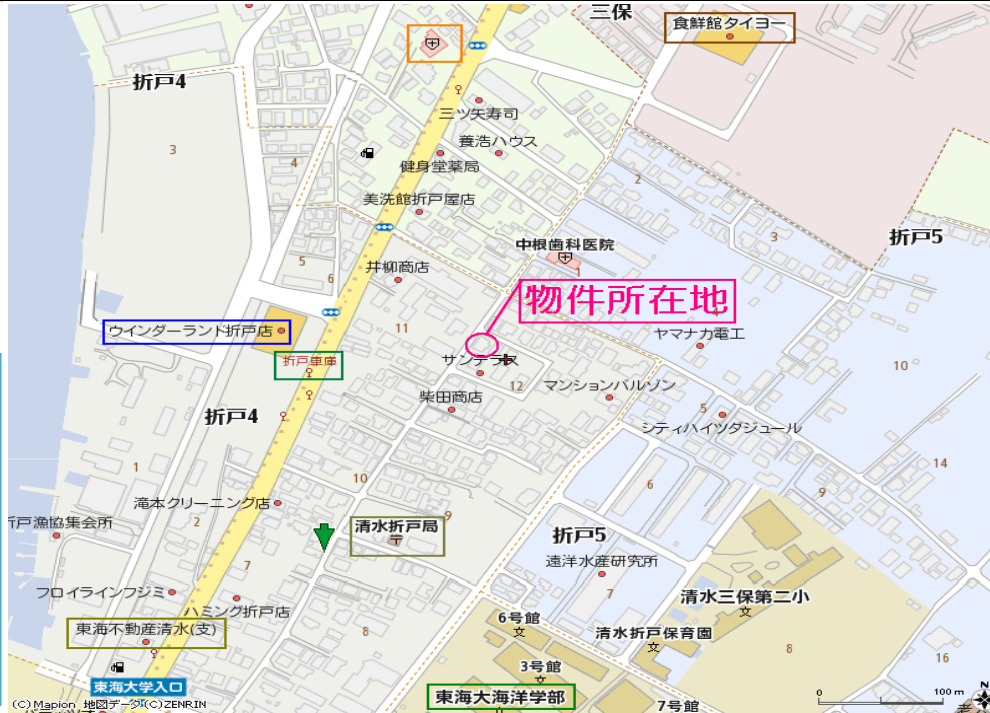 三保
食鮮館タイヨー
折戸4
3
三ツ矢寿司
養浩ハウス
4
健身堂薬局
2
美洗館折戸屋店
3
折戸5
中根歯科医院
1
5
井柳商店
6
物件所在地
11
ウインダーランド折戸店
ヤマナカ電工
折戸車庫
サンテラス
10
12
マンションバルソン
柴田商店
折戸4
5
シティハイツダジュール
1
14
10
6
9
滝本クリーニング店
9
2
折戸漁協集会所
清水折戸局
折戸5
7
遠洋水産研究所
フロイラインフジミ
7
清水三保第二小
ハミング折戸店
6号館
東海不動産清水(支)
8
清水折戸保育園
8
16
3号館
東海大学入口
東海大海洋学部
0
100 m
N
(C)Mapion 地図データ(C)ZENRIN
7号館